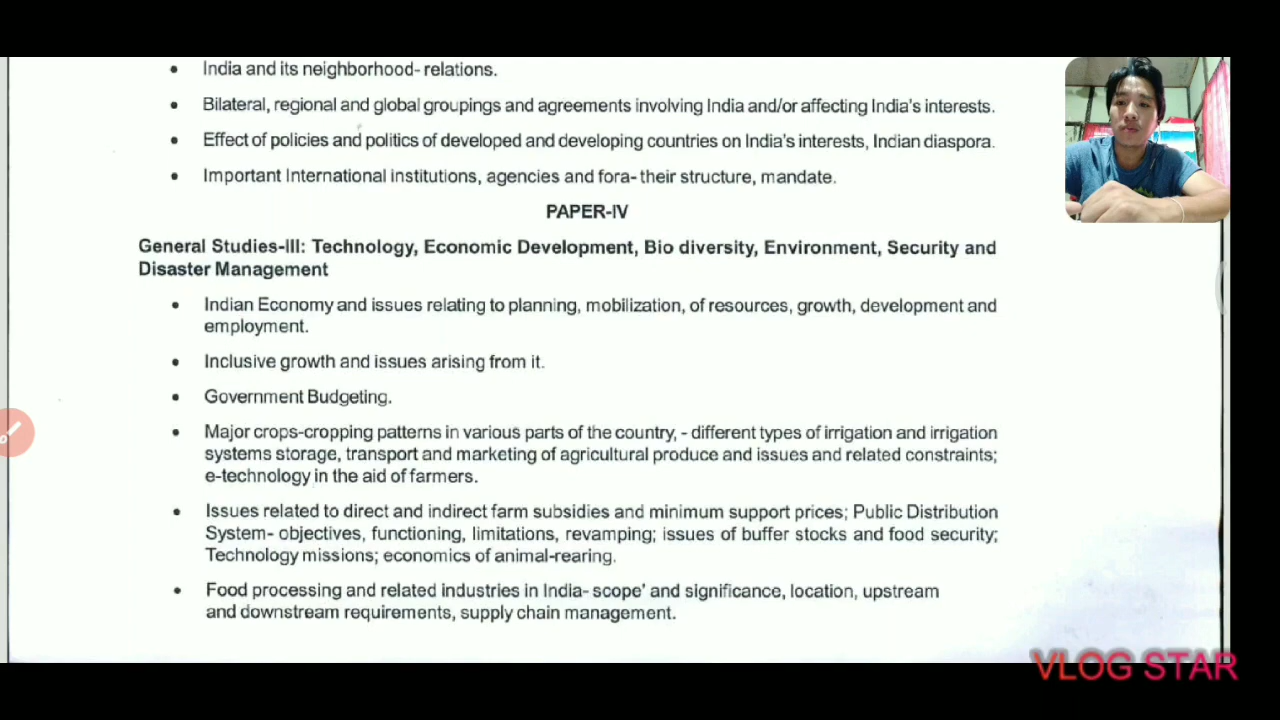 India and its neighborhood- relations.
Bilateral, regional and global groupings and agreements involving India and/or affecting India's interests.
Effect of policies and politics of developed and developing countries on India's interests, Indian diaspora.
Important International institutions, agencies and fora- their structure, mandate.
PAPER-IV
General Studies-III: Technology, Economic Development, Bio diversity, Environment, Security and
Disaster Management
Indian Economy and issues relating to planning, mobilization, of resources, growth, development and
employment.
Inclusive growth and issues arising from it.
Government Budgeting.
Major crops-cropping patterns in various parts of the country, - different types of irrigation and irrigation
systems storage, transport and marketing of agricultural produce and issues and related constraints;
e-technology in the aid of farmers.
Issues related to direct and indirect farm subsidies and minimum support prices; Public Distribution
System- objectives, functioning, limitations, revamping; issues of buffer stocks and food security;
Technology missions; economics of animal-rearing.
Food processing and related industries in India- scope' and significance, location, upstream
and downstream requirements, supply chain management.
VLOG STAR